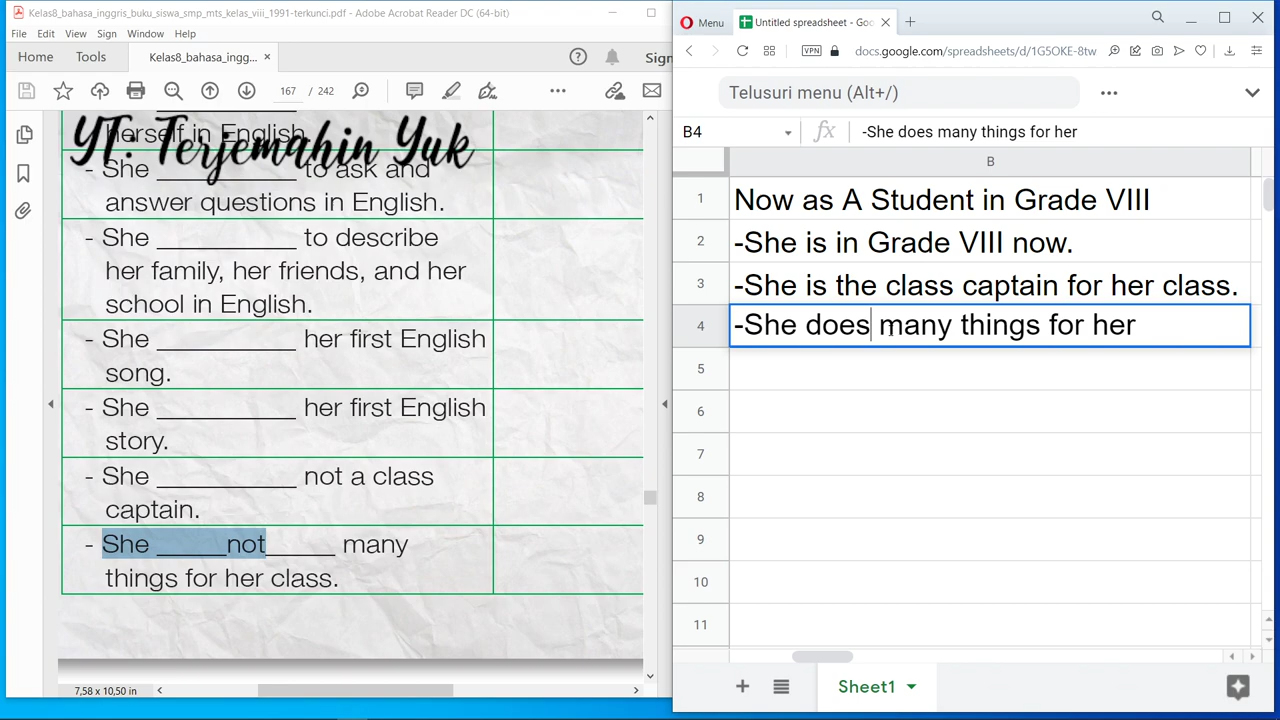 Kelas8_bahasa_inggris_buku_siswa_smp_mts_kelas_viii_1991-terkunci.pdf - Adobe Acrobat Reader DC (64-bit)
File Edit View Sign Window Help
Home Tools Kelas8_bahasa_ingg... × Sign
167 / 242
herself in English.
YT: Terjemahin Yuk
- She __________ to ask and
answer questions in English.
- She __________ to describe
her family, her friends, and her
school in English.
- She __________ her first English
song.
- She __________ her first English
story.
- She __________ not a class
captain.
- She _____not_____ many
things for her class.
7,58 x 10,50 in
Menu Untitled spreadsheet - Goo
VPN docs.google.com/spreadsheets/d/1G5OKE-8tw
Telusuri menu (Alt+/)
B4 fx -She does many things for her
B
1 Now as A Student in Grade VIII
2 -She is in Grade VIII now.
3 -She is the class captain for her class.
4 -She does many things for her
5
6
7
8
9
10
11
Sheet1